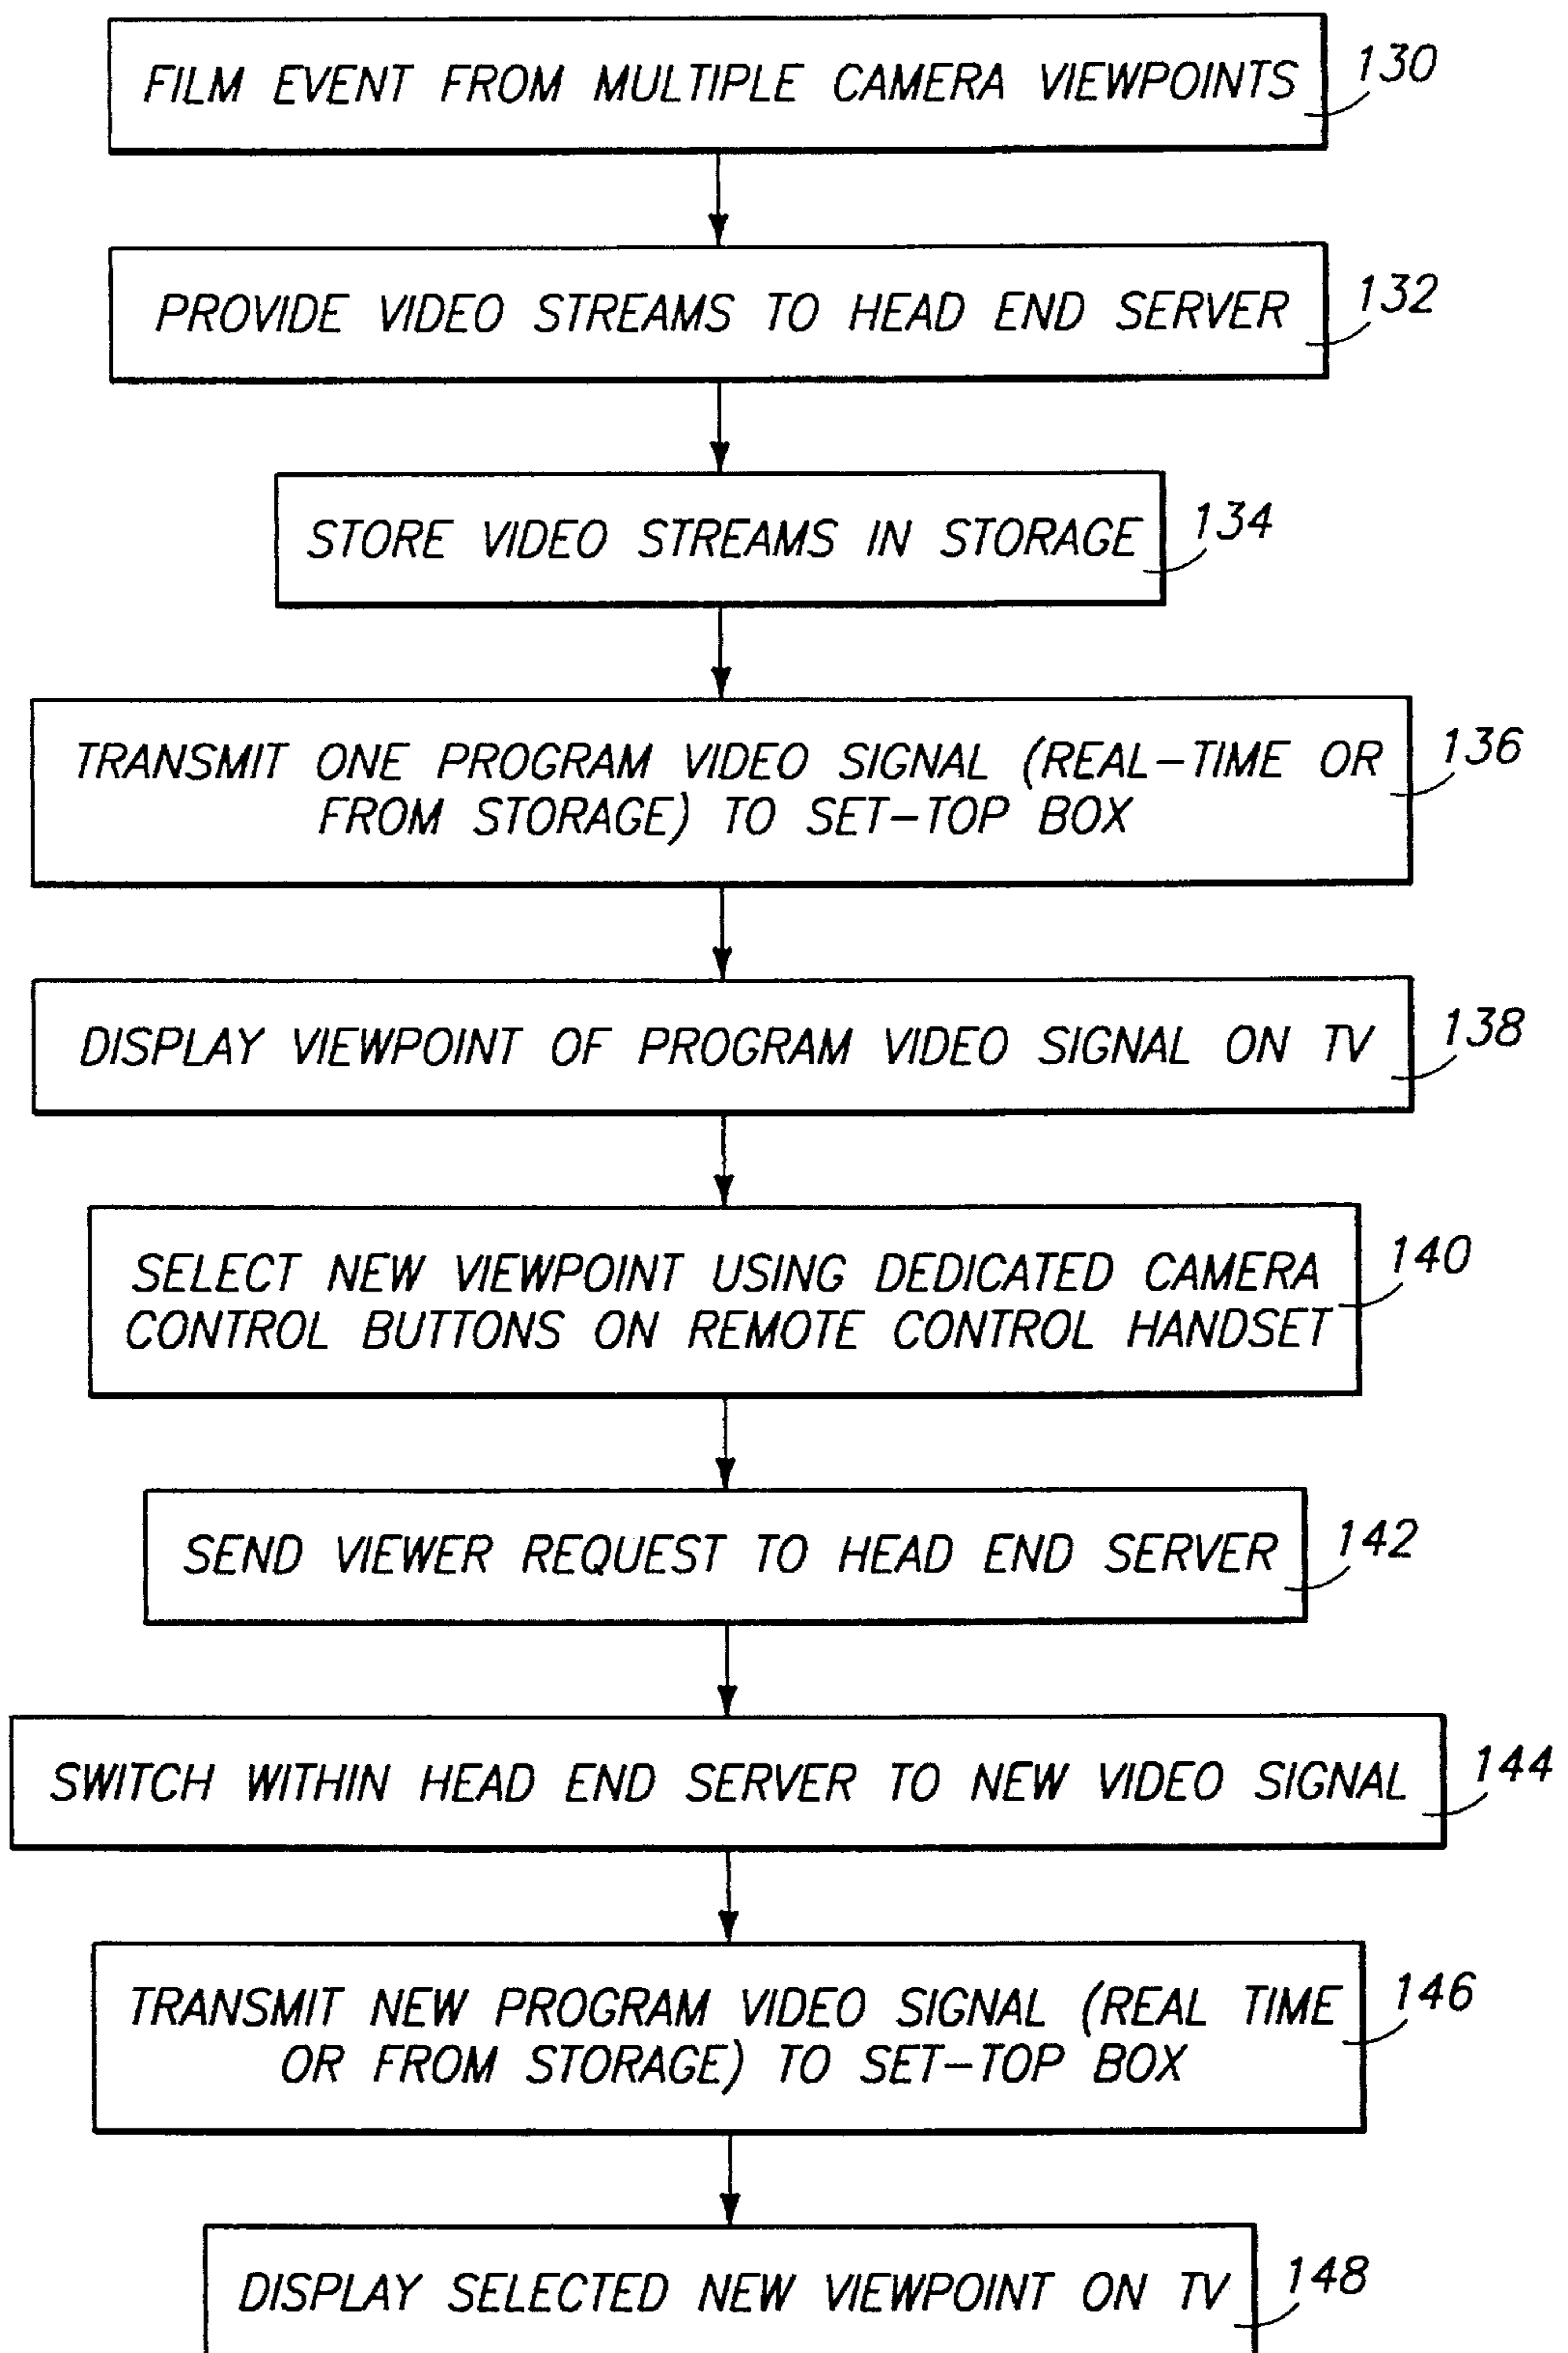 FILM EVENT FROM MULTIPLE CAMERA VIEWPOINTS
130
PROVIDE VIDEO STREAMS TO HEAD END SERVER
132
STORE VIDEO STREAMS IN STORAGE
134
TRANSMIT ONE PROGRAM VIDEO SIGNAL (REAL-TIME OR
FROM STORAGE) TO SET-TOP BOX
136
DISPLAY VIEWPOINT OF PROGRAM VIDEO SIGNAL ON TV
138
SELECT NEW VIEWPOINT USING DEDICATED CAMERA
CONTROL BUTTONS ON REMOTE CONTROL HANDSET
140
SEND VIEWER REQUEST TO HEAD END SERVER
142
SWITCH WITHIN HEAD END SERVER TO NEW VIDEO SIGNAL
144
TRANSMIT NEW PROGRAM VIDEO SIGNAL (REAL TIME
OR FROM STORAGE) TO SET-TOP BOX
146
DISPLAY SELECTED NEW VIEWPOINT ON TV
148